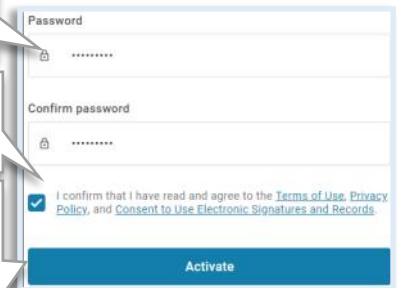 Password
•••••••••
Confirm password
•••••••••
I confirm that I have read and agree to the Terms of Use, Privacy
Policy, and Consent to Use Electronic Signatures and Records.
Activate